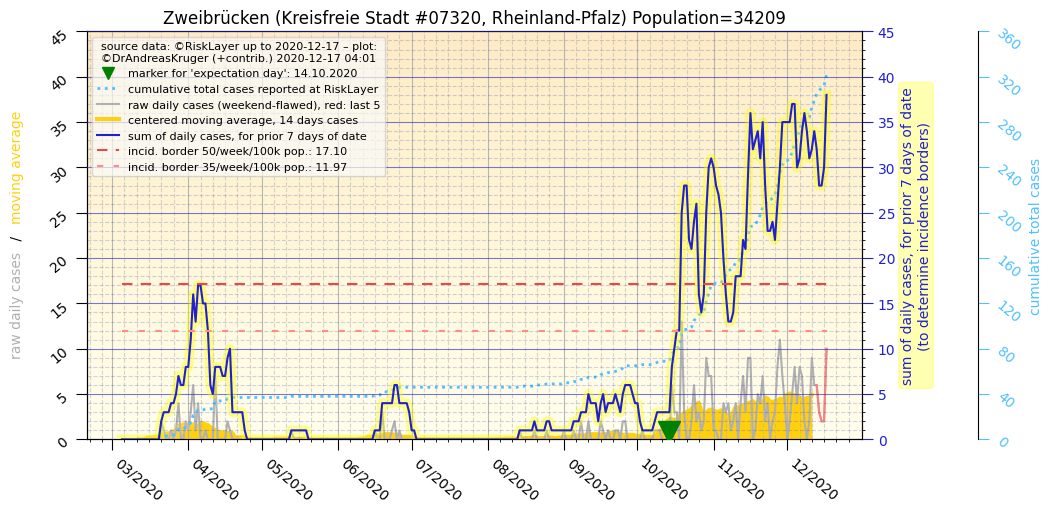 Zweibrücken (Kreisfreie Stadt #07320, Rheinland-Pfalz) Population=34209
source data: ©RiskLayer up to 2020-12-17 – plot:
©DrAndreasKruger (+contrib.) 2020-12-17 04:01
marker for 'expectation day': 14.10.2020
cumulative total cases reported at RiskLayer
raw daily cases (weekend-flawed), red: last 5
centered moving average, 14 days cases
sum of daily cases, for prior 7 days of date
incid. border 50/week/100k pop.: 17.10
incid. border 35/week/100k pop.: 11.97
raw daily cases / moving average
45
40
35
30
25
20
15
10
5
0
03/2020
04/2020
05/2020
06/2020
07/2020
08/2020
09/2020
10/2020
11/2020
12/2020
45
40
35
30
25
20
15
10
5
0
sum of daily cases, for prior 7 days of date
(to determine incidence borders)
360
320
280
240
200
160
120
80
40
0
cumulative total cases